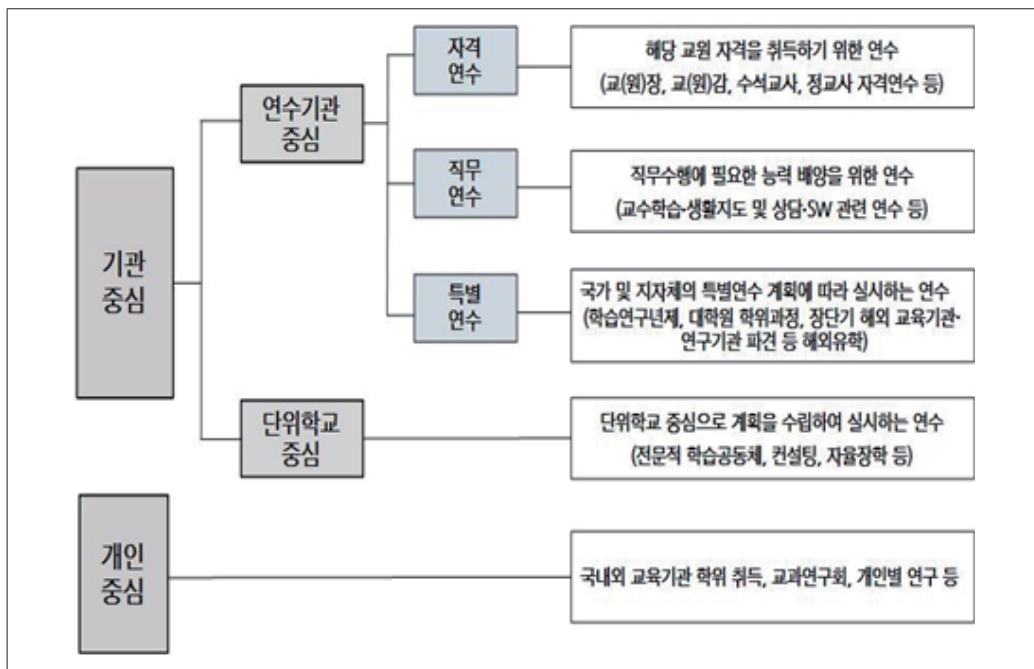 자격
연수
해당 교원 자격을 취득하기 위한 연수
(교(원)장, 교(원)감, 수석교사, 정교사 자격연수 등)
연수기관
중심
직무
연수
직무수행에 필요한 능력 배양을 위한 연수
(교수학습·생활지도 및 상담·SW 관련 연수 등)
기관
중심
특별
연수
국가 및 지자체의 특별연수 계획에 따라 실시하는 연수
(학습연구년제, 대학원 학위과정, 장단기 해외 교육기관·
연구기관 파견 등 해외유학)
단위학교
중심
단위학교 중심으로 계획을 수립하여 실시하는 연수
(전문적 학습공동체, 컨설팅, 자율장학 등)
개인
중심
국내외 교육기관 학위 취득, 교과연구회, 개인별 연구 등